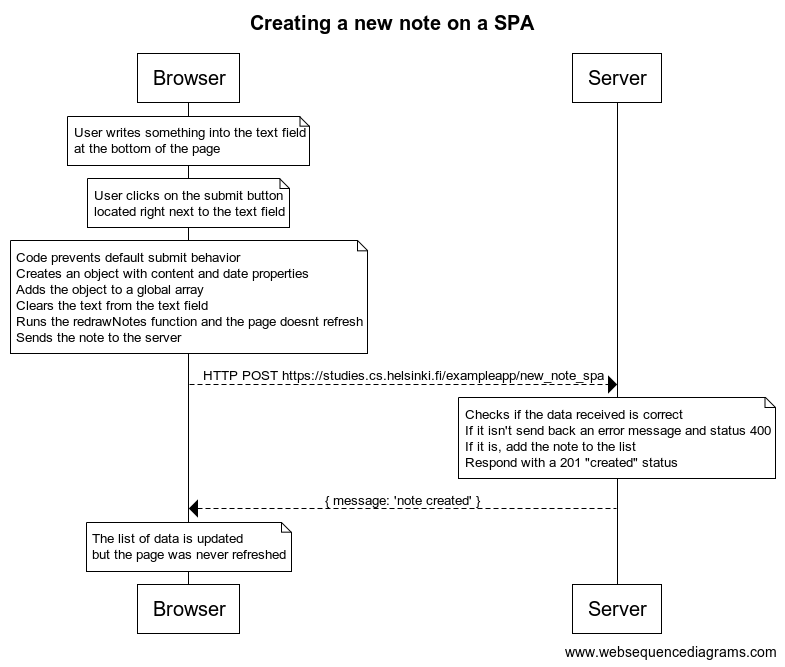 Creating a new note on a SPA
Browser
Server
User writes something into the text field
at the bottom of the page
User clicks on the submit button
located right next to the text field
Code prevents default submit behavior
Creates an object with content and date properties
Adds the object to a global array
Clears the text from the text field
Runs the redrawNotes function and the page doesnt refresh
Sends the note to the server
HTTP POST https://studies.cs.helsinki.fi/exampleapp/new_note_spa
Checks if the data received is correct
If it isn't send back an error message and status 400
If it is, add the note to the list
Respond with a 201 "created" status
{ message: 'note created' }
The list of data is updated
but the page was never refreshed
Browser
Server
www.websequencediagrams.com